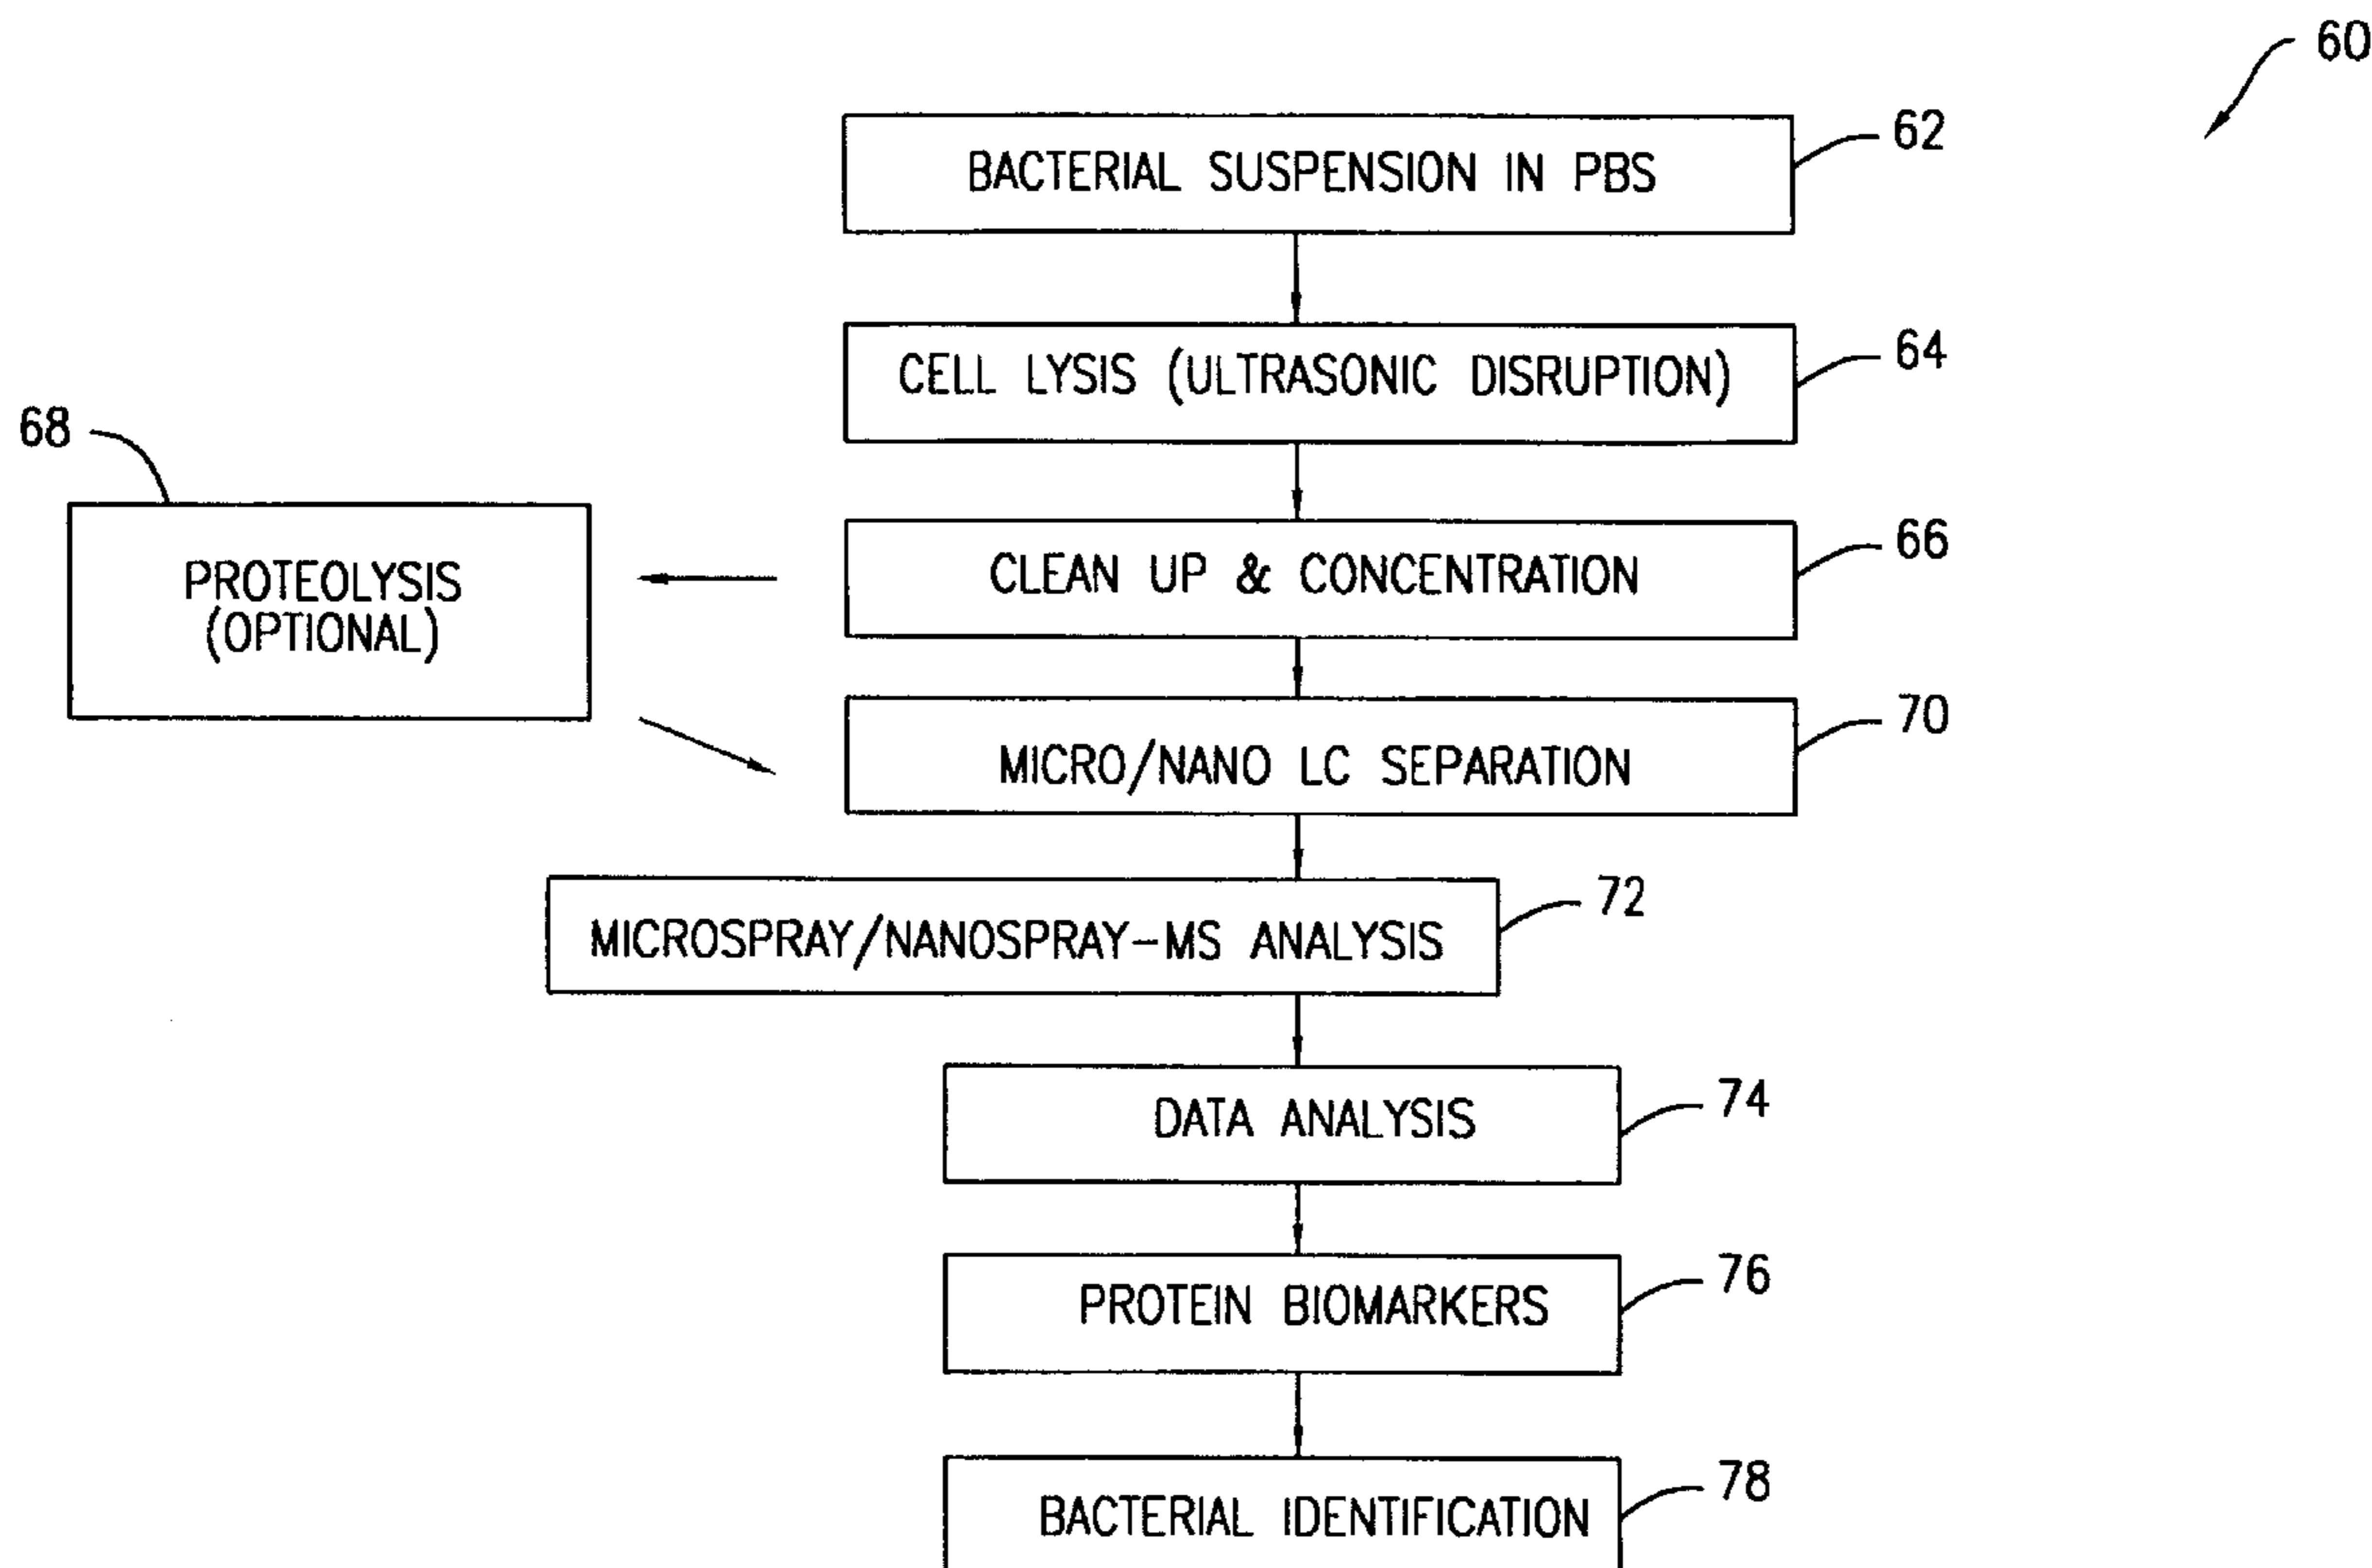 60
BACTERIAL SUSPENSION IN PBS
62
CELL LYSIS (ULTRASONIC DISRUPTION)
64
CLEAN UP & CONCENTRATION
66
68
PROTEOLYSIS
(OPTIONAL)
MICRO/NANO LC SEPARATION
70
MICROSPRAY/NANOSPRAY-MS ANALYSIS
72
DATA ANALYSIS
74
PROTEIN BIOMARKERS
76
BACTERIAL IDENTIFICATION
78